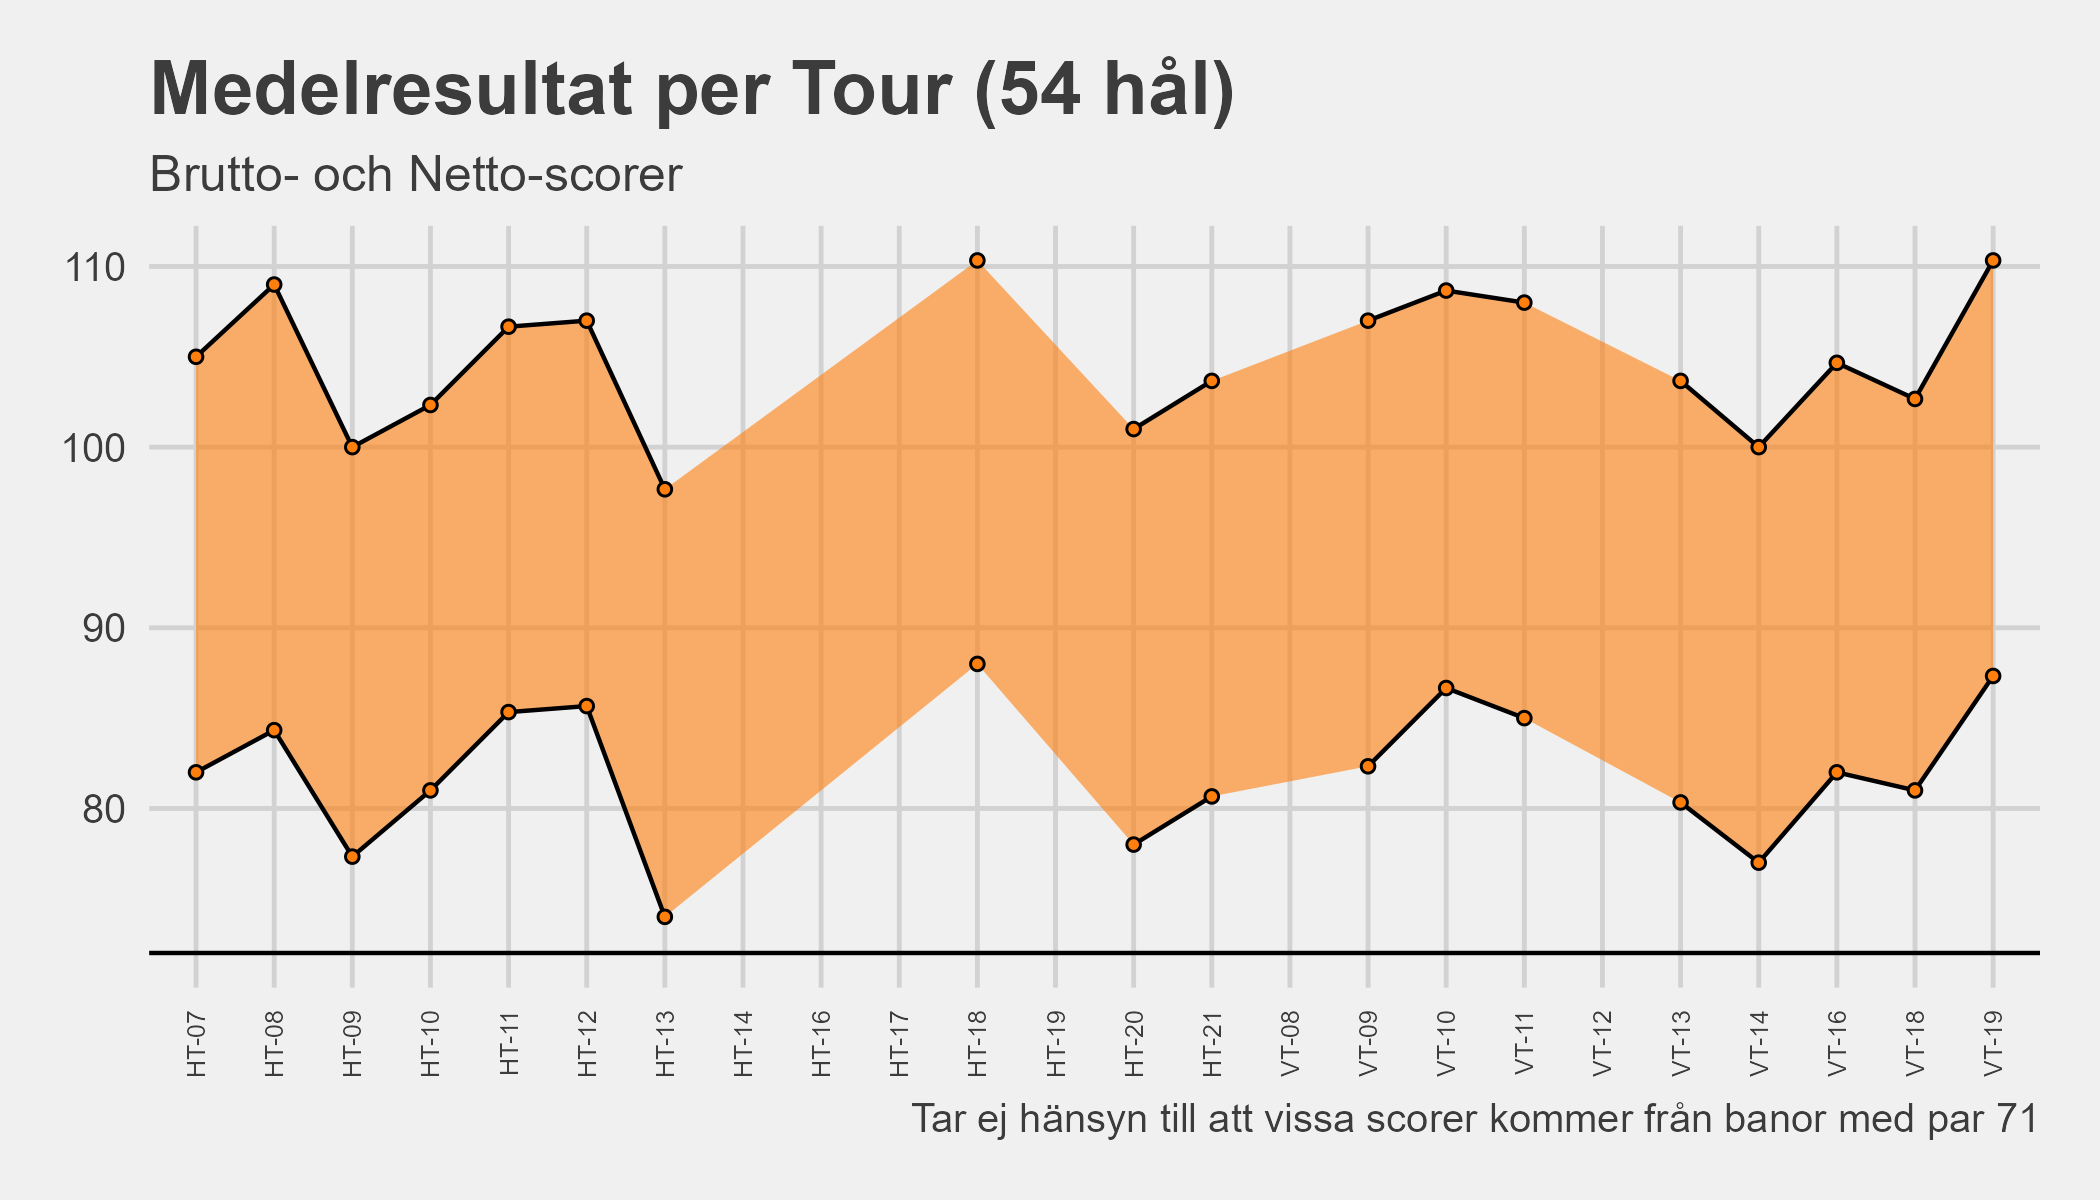 Medelresultat per Tour (54 hål)
Brutto- och Netto-scorer
110
100
90
80
HT-07
HT-08
HT-09
HT-10
HT-11
HT-12
HT-13
HT-14
HT-16
HT-17
HT-18
HT-19
HT-20
HT-21
VT-08
VT-09
VT-10
VT-11
VT-12
VT-13
VT-14
VT-16
VT-18
VT-19
Tar ej hänsyn till att vissa scorer kommer från banor med par 71